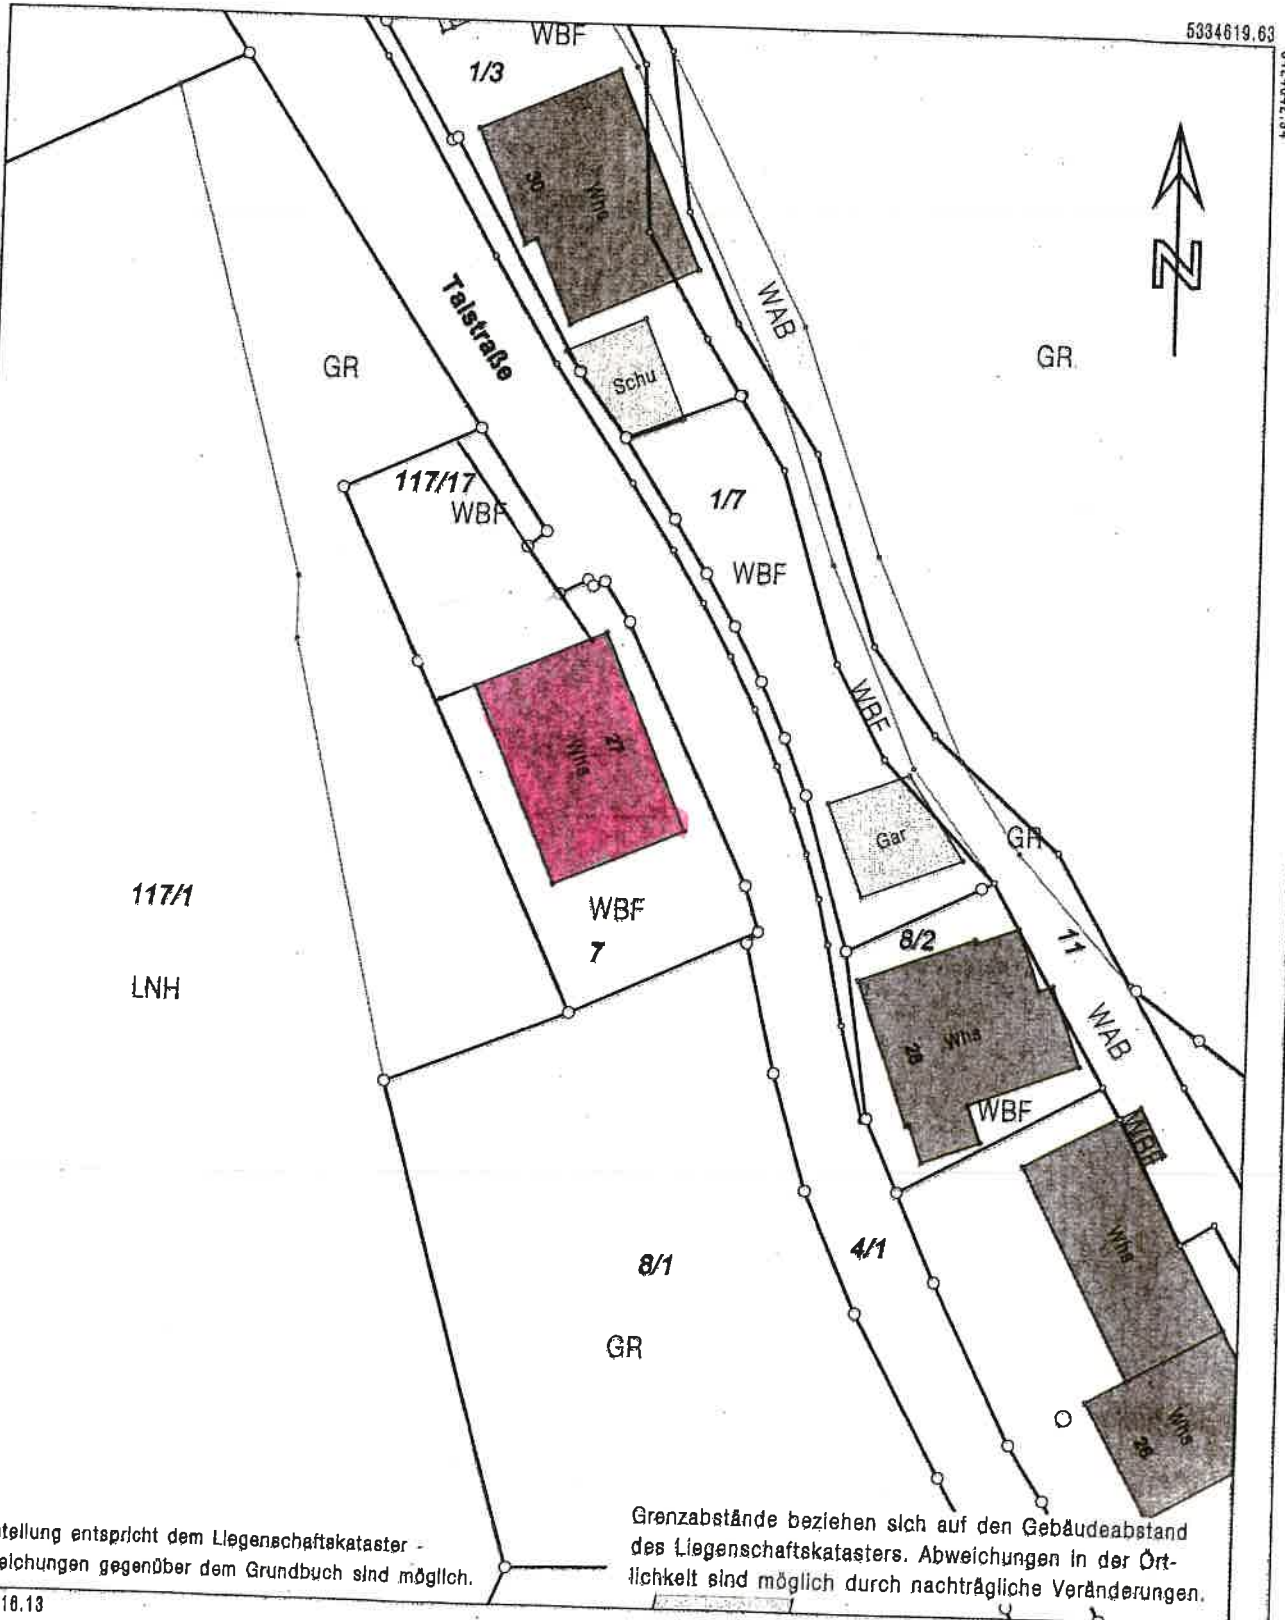 5334619.63
WBF
1/3
30
Whs
N
Talstraße
WAB
GR
GR
Schu
117/17
WBF
1/7
WBF
27
Whs
WBF
Gar
GR
117/1
WBF
7
8/2
11
LNH
28
Whs
WAB
WBF
WBF
Whs
4/1
8/1
GR
Whs
26
tellung entspricht dem Liegenschaftskataster -
eichungen gegenüber dem Grundbuch sind möglich.
Grenzabstände beziehen sich auf den Gebäudeabstand
des Liegenschaftskatasters. Abweichungen in der Ört-
lichkeit sind möglich durch nachträgliche Veränderungen.
16.13